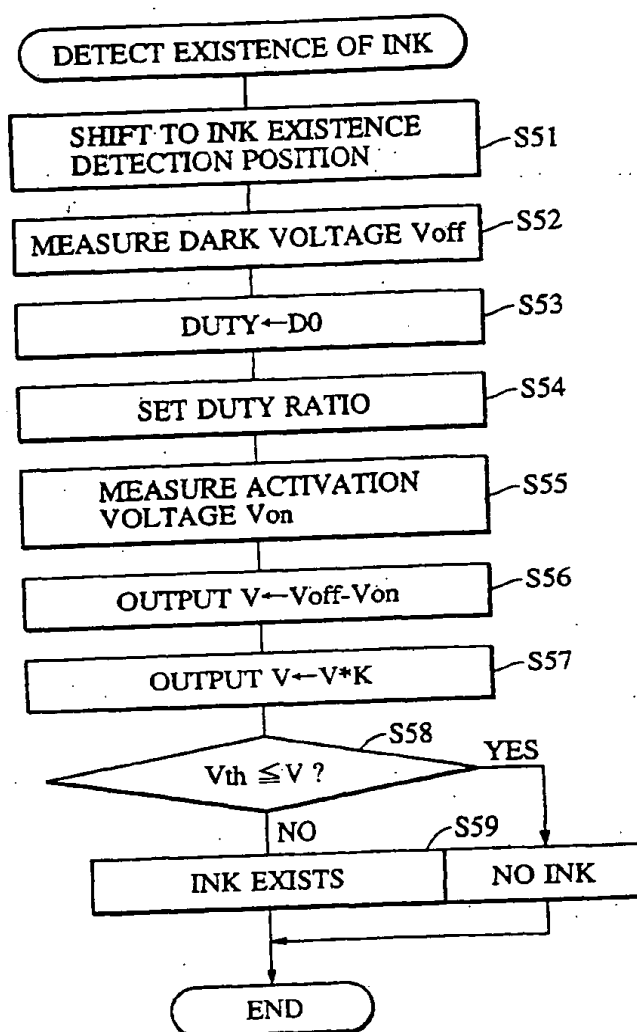 DETECT EXISTENCE OF INK
SHIFT TO INK EXISTENCE
DETECTION POSITION
S51
MEASURE DARK VOLTAGE Voff
S52
DUTY←D0
S53
SET DUTY RATIO
S54
MEASURE ACTIVATION
VOLTAGE Von
S55
OUTPUT V←Voff-Von
S56
OUTPUT V←V*K
S57
Vth ≦ V ?
S58
YES
NO
S59
INK EXISTS
NO INK
END